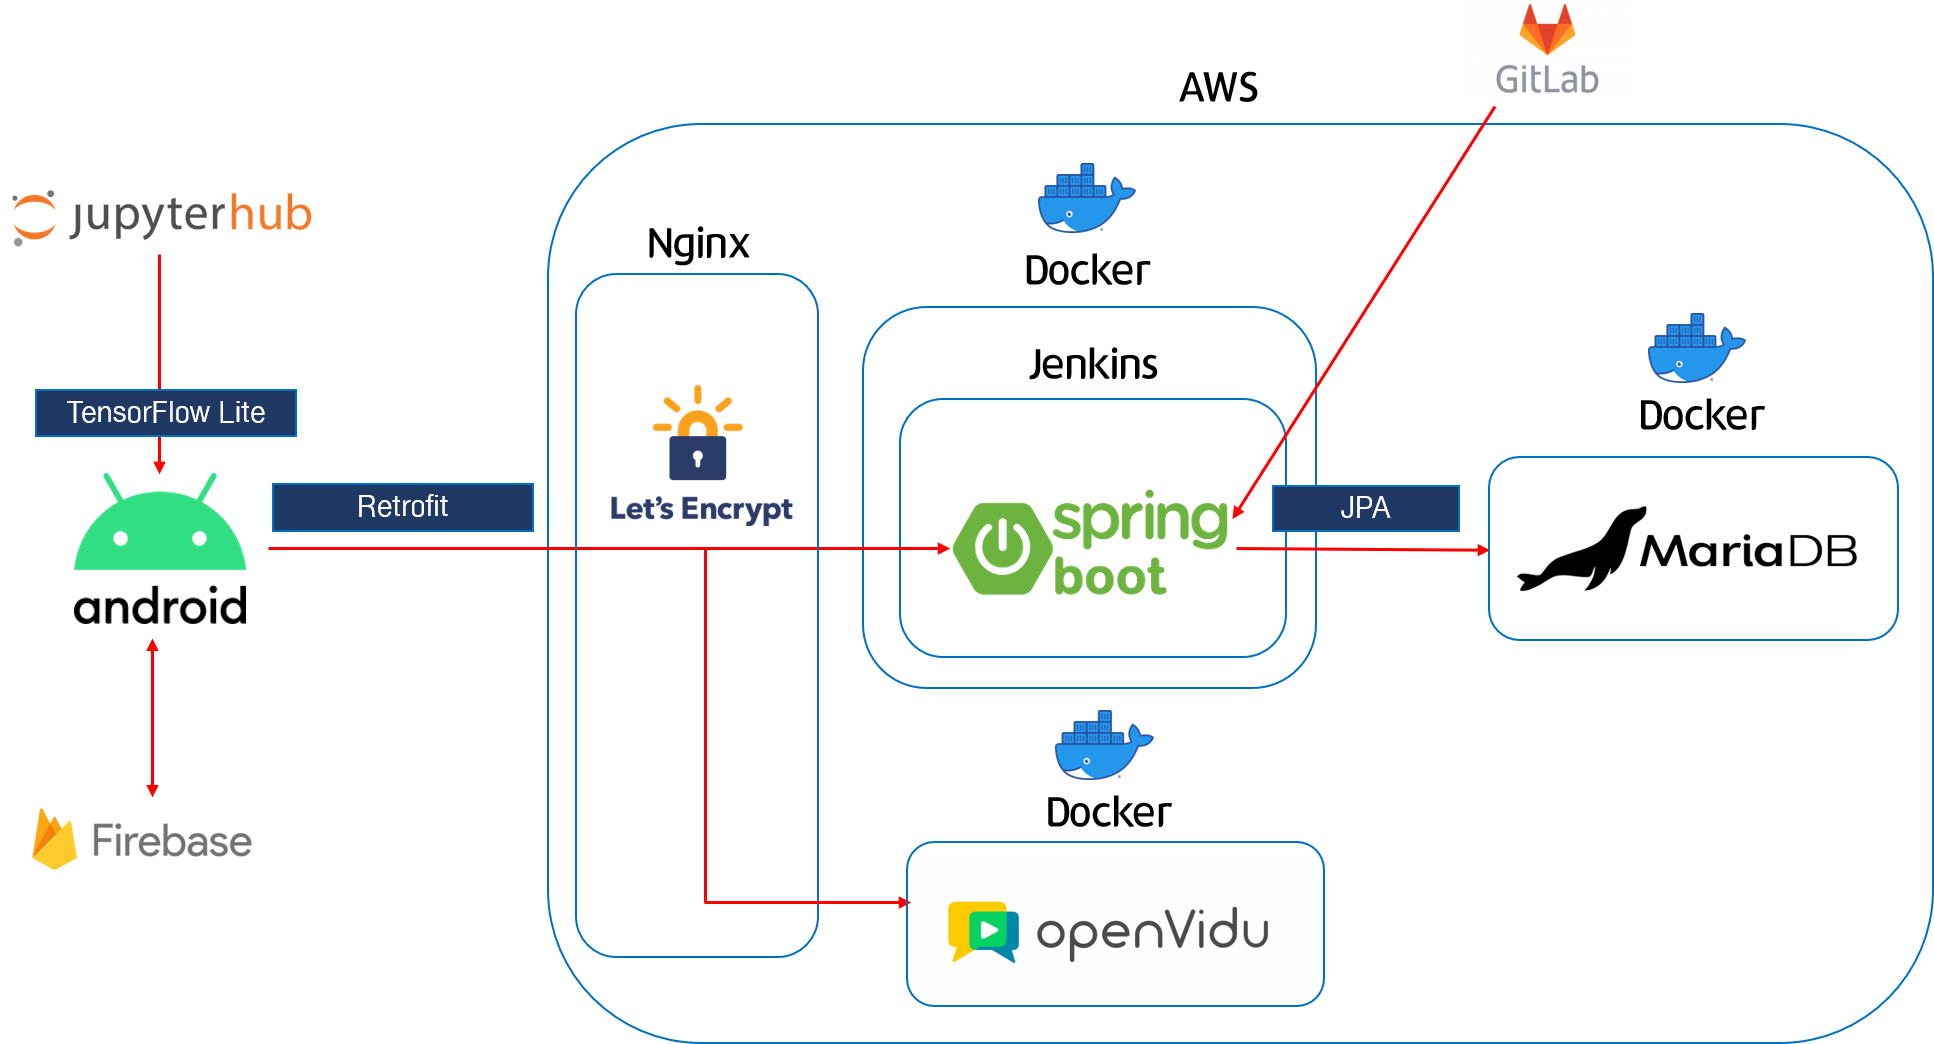 GitLab
AWS
jupyterhub
Nginx
Docker
Jenkins
Docker
TensorFlow Lite
Let's Encrypt
Retrofit
spring
boot
JPA
MariaDB
android
Docker
Firebase
openVidu